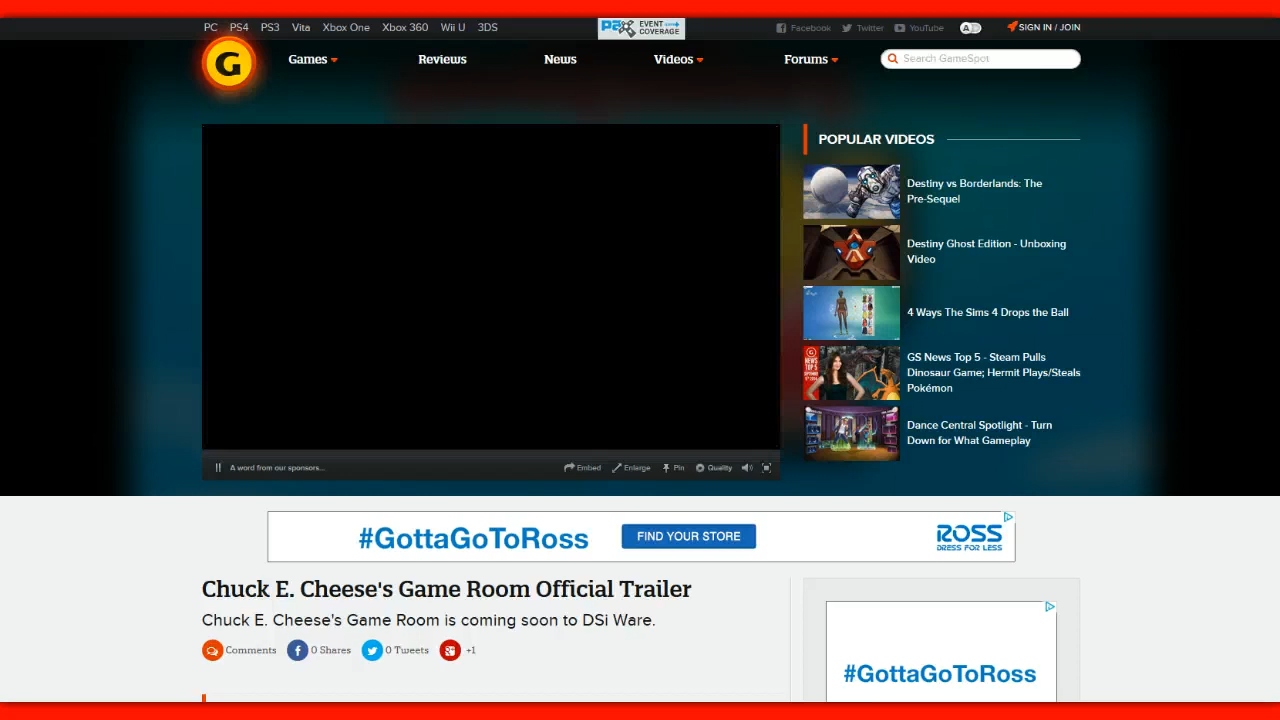 PC PS4 PS3 Vita Xbox One Xbox 360 Wii U 3DS
EVENT
COVERAGE
Facebook Twitter YouTube
SIGN IN / JOIN
G
Games Reviews News Videos Forums
Search GameSpot
POPULAR VIDEOS
Destiny vs Borderlands: The
Pre-Sequel
Destiny Ghost Edition - Unboxing
Video
4 Ways The Sims 4 Drops the Ball
GS News Top 5 - Steam Pulls
Dinosaur Game; Hermit Plays/Steals
Pokémon
Dance Central Spotlight - Turn
Down for What Gameplay
A word from our sponsors...
Embed Enlarge Pin Quality
#GottaGoToRoss
FIND YOUR STORE
ROSS
DRESS FOR LESS
Chuck E. Cheese's Game Room Official Trailer
Chuck E. Cheese's Game Room is coming soon to DSi Ware.
Comments 0 Shares 0 Tweets +1
#GottaGoToRoss